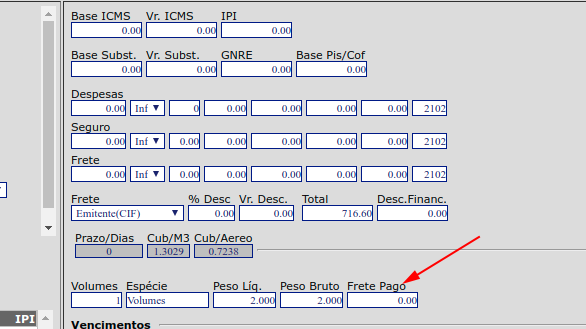 Base ICMS Vr. ICMS IPI
0.00 0.00 0.00
Base Subst. Vr. Subst. GNRE Base Pis/Cof
0.00 0.00 0.00 0.00
Despesas
0.00 Inf 0 0.00 0.00 0.00 0.00 2102
Seguro
0.00 Inf 0.00 0.00 0.00 0.00 0.00 2102
Frete
0.00 Inf 0.00 0.00 0.00 0.00 0.00 2102
Frete % Desc Vr. Desc. Total Desc.Financ.
Emitente(CIF) 0.00 0.00 716.60 0.00
Prazo/Dias Cub/M3 Cub/Aereo
0 1.3029 0.7238
Volumes Espécie Peso Líq. Peso Bruto Frete Pago
1 Volumes 2.000 2.000 0.00
IPI
Vencimentos